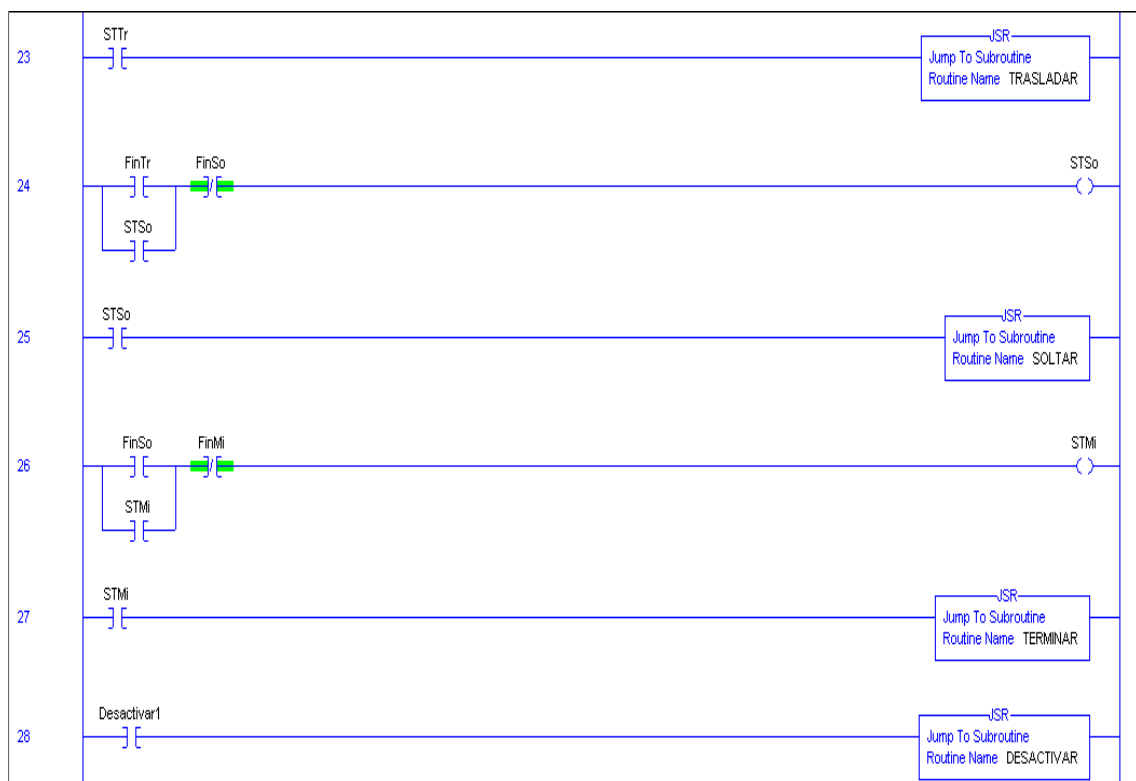 STTr
JSR
23
Jump To Subroutine
Routine Name TRASLADAR
FinTr FinSo STSo
24
STSo
STSo
JSR
25
Jump To Subroutine
Routine Name SOLTAR
FinSo FinMi STMi
26
STMi
STMi
JSR
27
Jump To Subroutine
Routine Name TERMINAR
Desactivar1
JSR
28
Jump To Subroutine
Routine Name DESACTIVAR